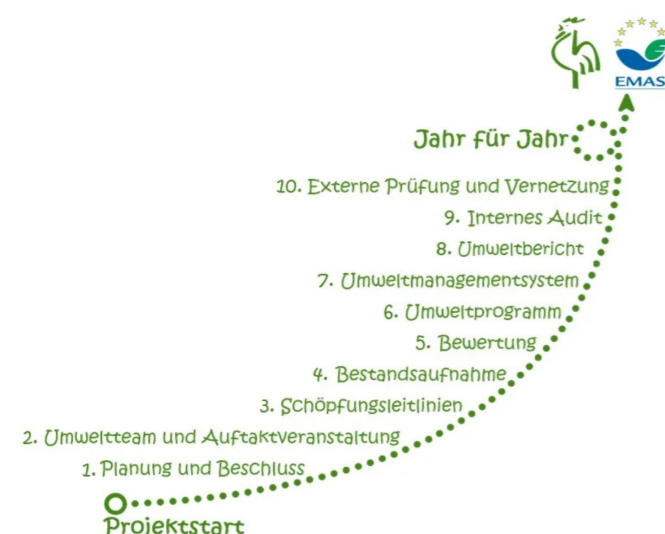 EMAS
Jahr für Jahr
10. Externe Prüfung und Vernetzung
9. Internes Audit
8. Umweltbericht
7. Umweltmanagementsystem
6. Umweltprogramm
5. Bewertung
4. Bestandsaufnahme
3. Schöpfungsleitlinien
2. Umweltteam und Auftaktveranstaltung
1. Planung und Beschluss
Projektstart